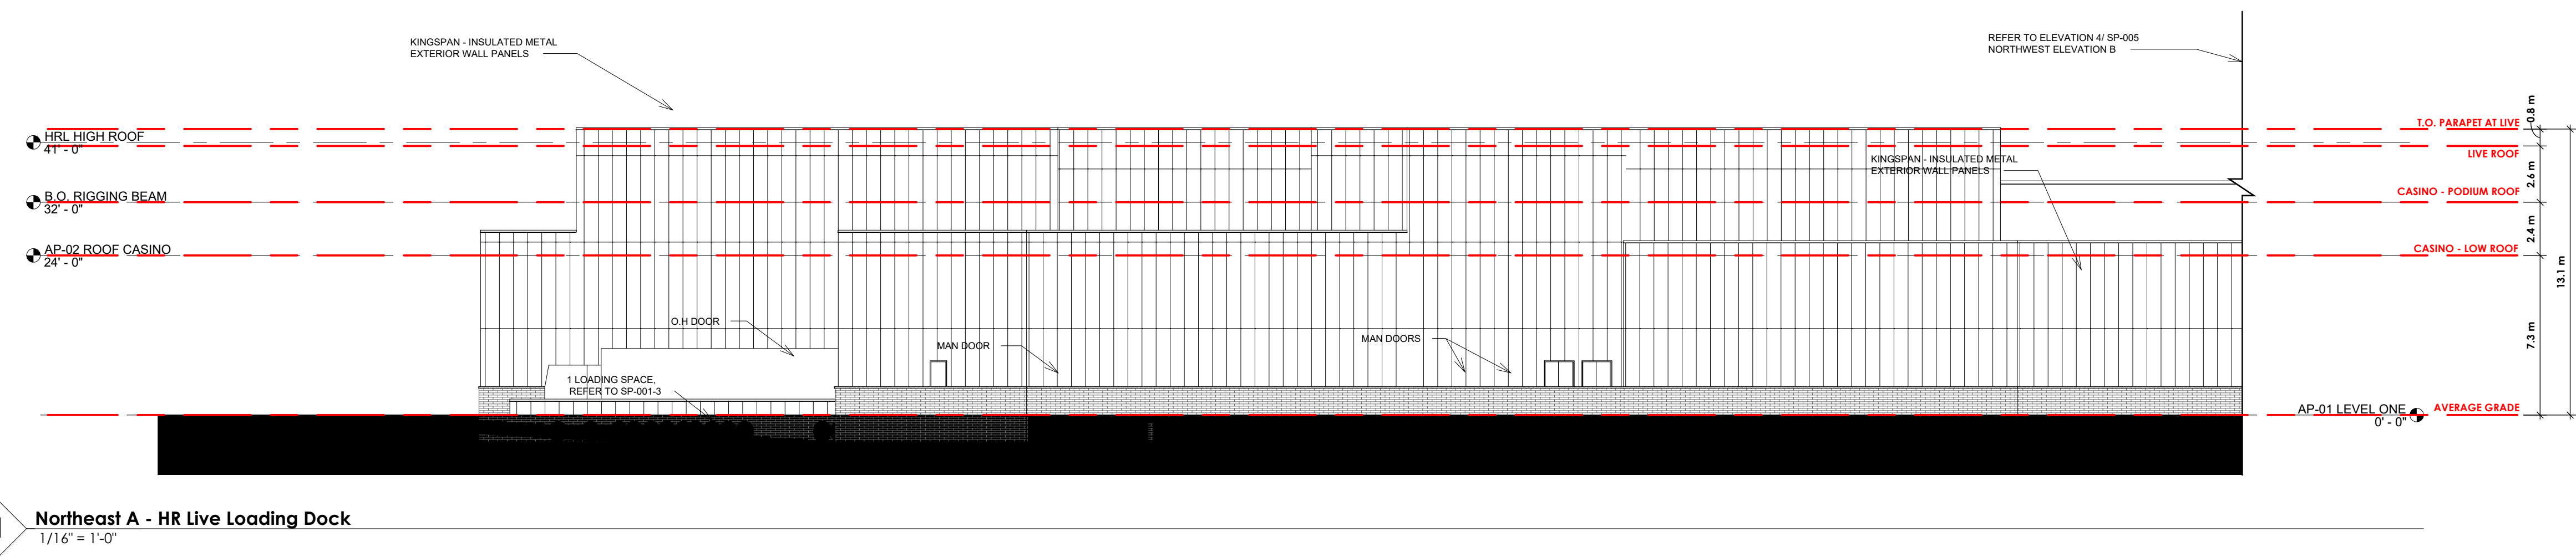 KINGSPAN - INSULATED METAL
EXTERIOR WALL PANELS
REFER TO ELEVATION 4/ SP-005
NORTHWEST ELEVATION B
HRL HIGH ROOF
41' - 0"
B.O. RIGGING BEAM
32' - 0"
AP-02 ROOF CASINO
24' - 0"
KINGSPAN - INSULATED METAL
EXTERIOR WALL PANELS
T.O. PARAPET AT LIVE
LIVE ROOF
CASINO - PODIUM ROOF
CASINO - LOW ROOF
0.8 m
2.6 m
2.4 m
7.3 m
13.1 m
O.H DOOR
MAN DOOR
MAN DOORS
1 LOADING SPACE,
REFER TO SP-001-3
AP-01 LEVEL ONE
0' - 0"
AVERAGE GRADE
Northeast A - HR Live Loading Dock
1/16" = 1'-0"